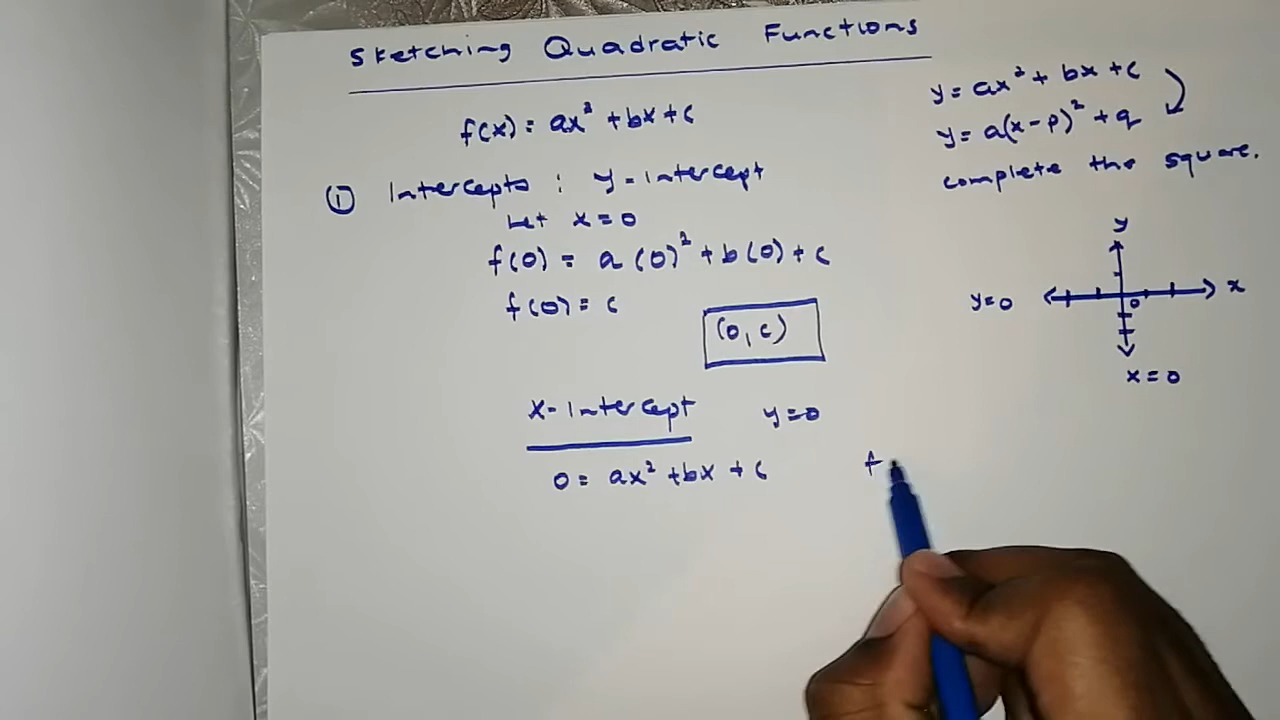 Sketching Quadratic Functions
f(x) = ax² + bx + c
① Intercepts : y-intercept
Let x = 0
f(0) = a(0)² + b(0) + c
f(0) = c
(0, c)
x-intercept y=0
0 = ax² + bx + c
f
y = ax² + bx + c
y = a(x-p)² + q
complete the square.
y
y=0
x
0
x=0